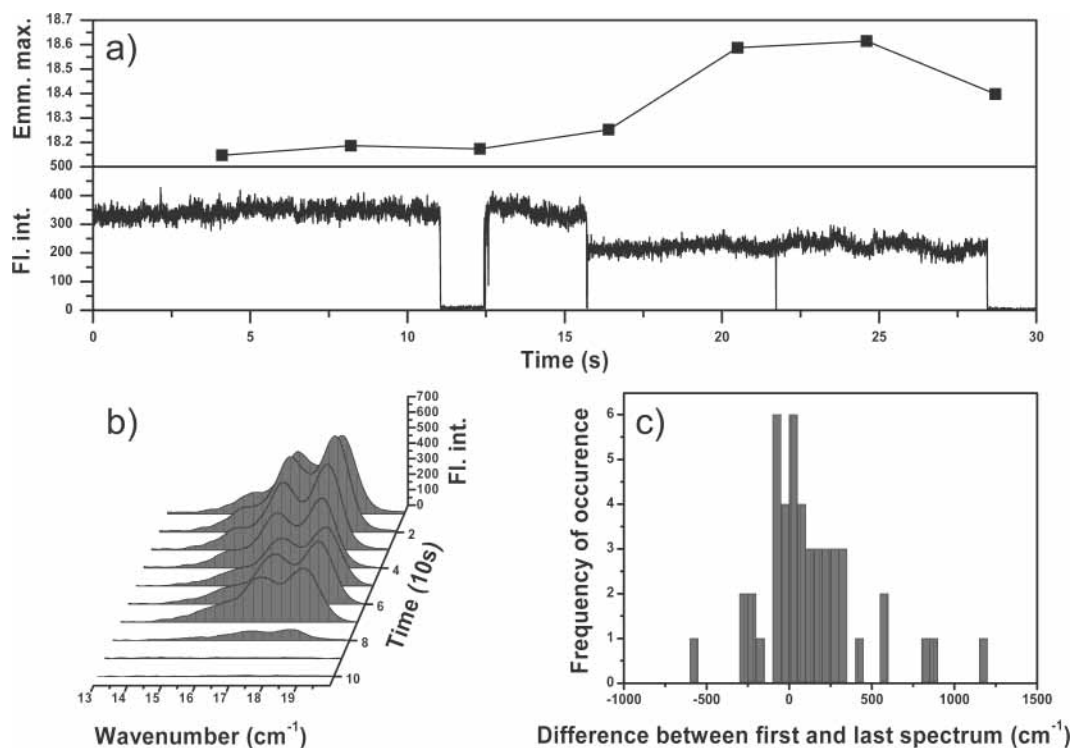 a)
Emm. max.
18.7
18.6
18.5
18.4
18.3
18.2
Fl. int.
500
400
300
200
100
0
0 5 10 15 20 25 30
Time (s)
b)
700
600
500
400
300
200
100
0
Fl. int.
2
4
6
8
10
Time (10s)
13 14 15 16 17 18 19
Wavenumber (cm⁻¹)
c)
Frequency of occurence
6
5
4
3
2
1
0
-1000 -500 0 500 1000 1500
Difference between first and last spectrum (cm⁻¹)